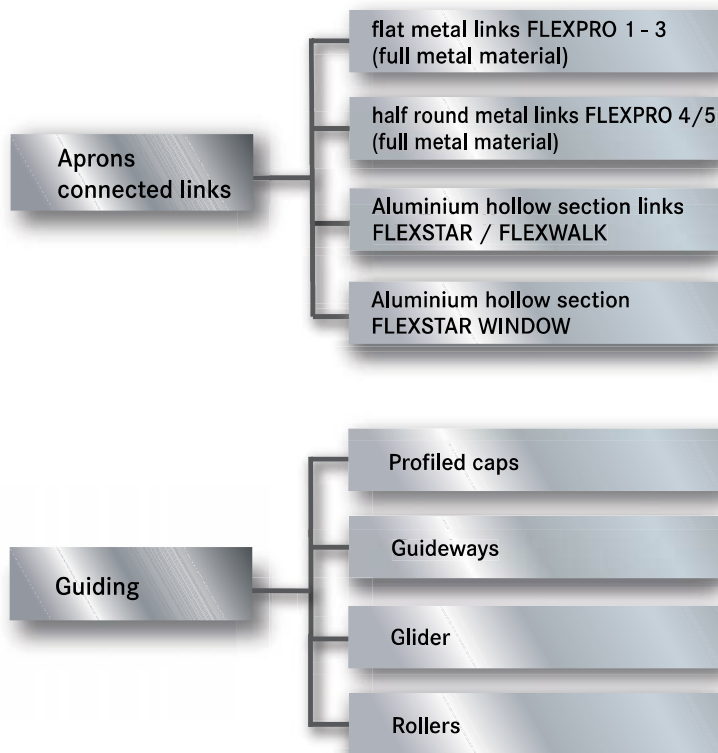 flat metal links FLEXPRO 1 - 3
(full metal material)
half round metal links FLEXPRO 4/5
(full metal material)
Aprons
connected links
Aluminium hollow section links
FLEXSTAR / FLEXWALK
Aluminium hollow section
FLEXSTAR WINDOW
Profiled caps
Guideways
Guiding
Glider
Rollers